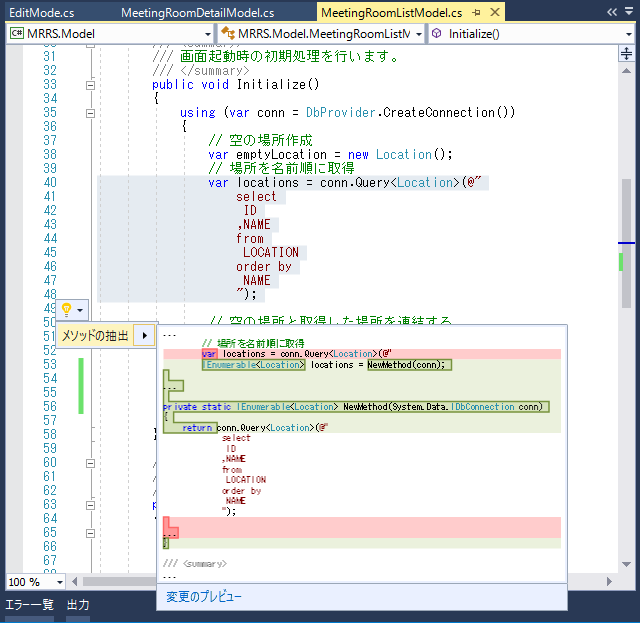 EditMode.cs MeetingRoomDetailModel.cs MeetingRoomListModel.cs
C# MRRS.Model MRRS.Model.MeetingRoomListM Initialize()
31 /// 画面起動時の初期処理を行います。
32 /// </summary>
33 public void Initialize()
34 {
35 using (var conn = DbProvider.CreateConnection())
36 {
37 // 空の場所作成
38 var emptyLocation = new Location();
39 // 場所を名前順に取得
40 var locations = conn.Query<Location>(@"
41 select
42 ID
43 ,NAME
44 from
45 LOCATION
46 order by
47 NAME
48 ");
// 空の場所と取得した場所を連結する
50
51 メソッドの抽出
52
53
54
55
56
57
58
59
60
61
62
63
64
65
66
67
...
// 場所を名前順に取得
var locations = conn.Query<Location>(@"
IEnumerable<Location> locations = NewMethod(conn);
...
private static IEnumerable<Location> NewMethod(System.Data.IDbConnection conn)
{
return conn.Query<Location>(@"
select
ID
,NAME
from
LOCATION
order by
NAME
");
...
}
/// <summary>
...
変更のプレビュー
100 %
エラー一覧 出力